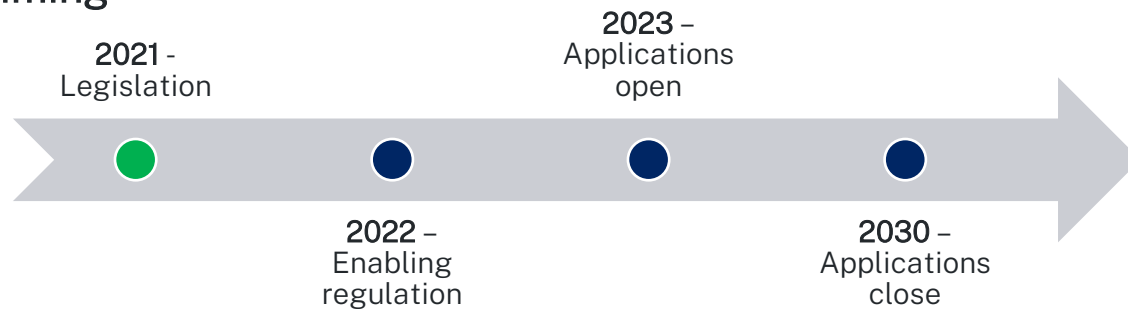 2021 -
Legislation
2022 –
Enabling
regulation
2023 –
Applications
open
2030 –
Applications
close